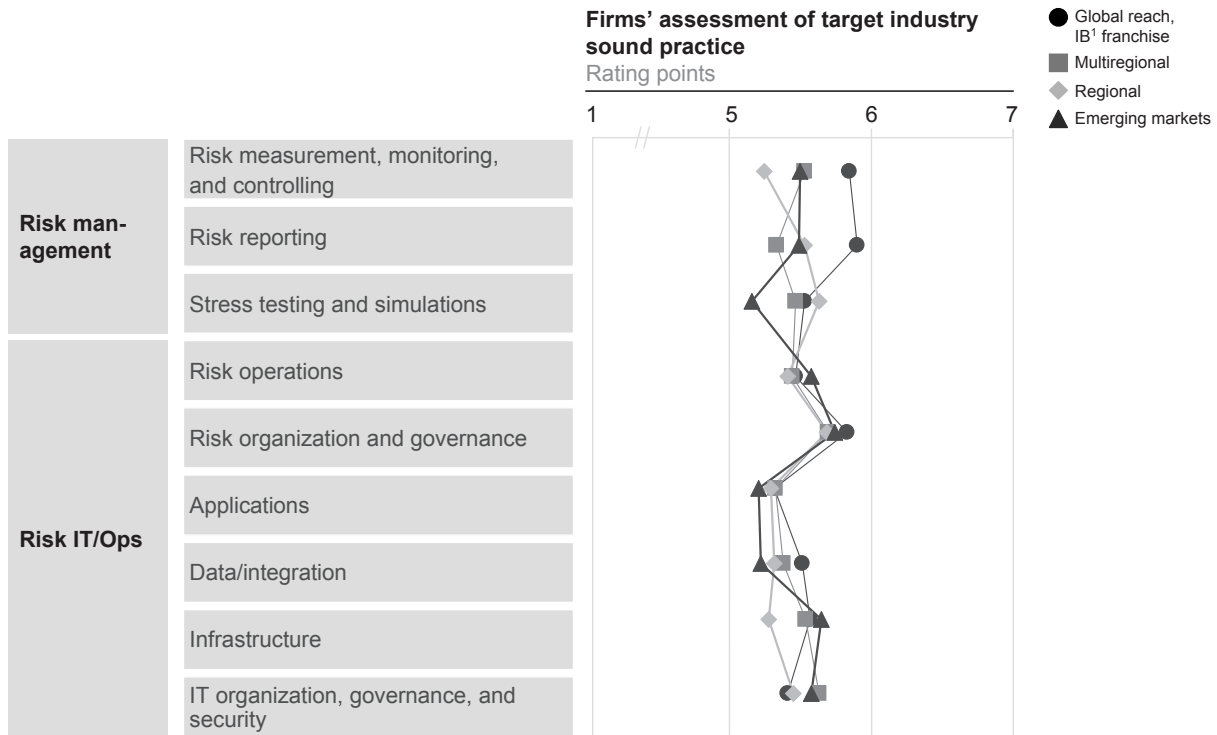 Firms’ assessment of target industry
sound practice
Rating points
Global reach,
IB1 franchise
Multiregional
Regional
Emerging markets
1 5 6 7
Risk man-
agement
Risk measurement, monitoring,
and controlling
Risk reporting
Stress testing and simulations
Risk IT/Ops
Risk operations
Risk organization and governance
Applications
Data/integration
Infrastructure
IT organization, governance, and
security